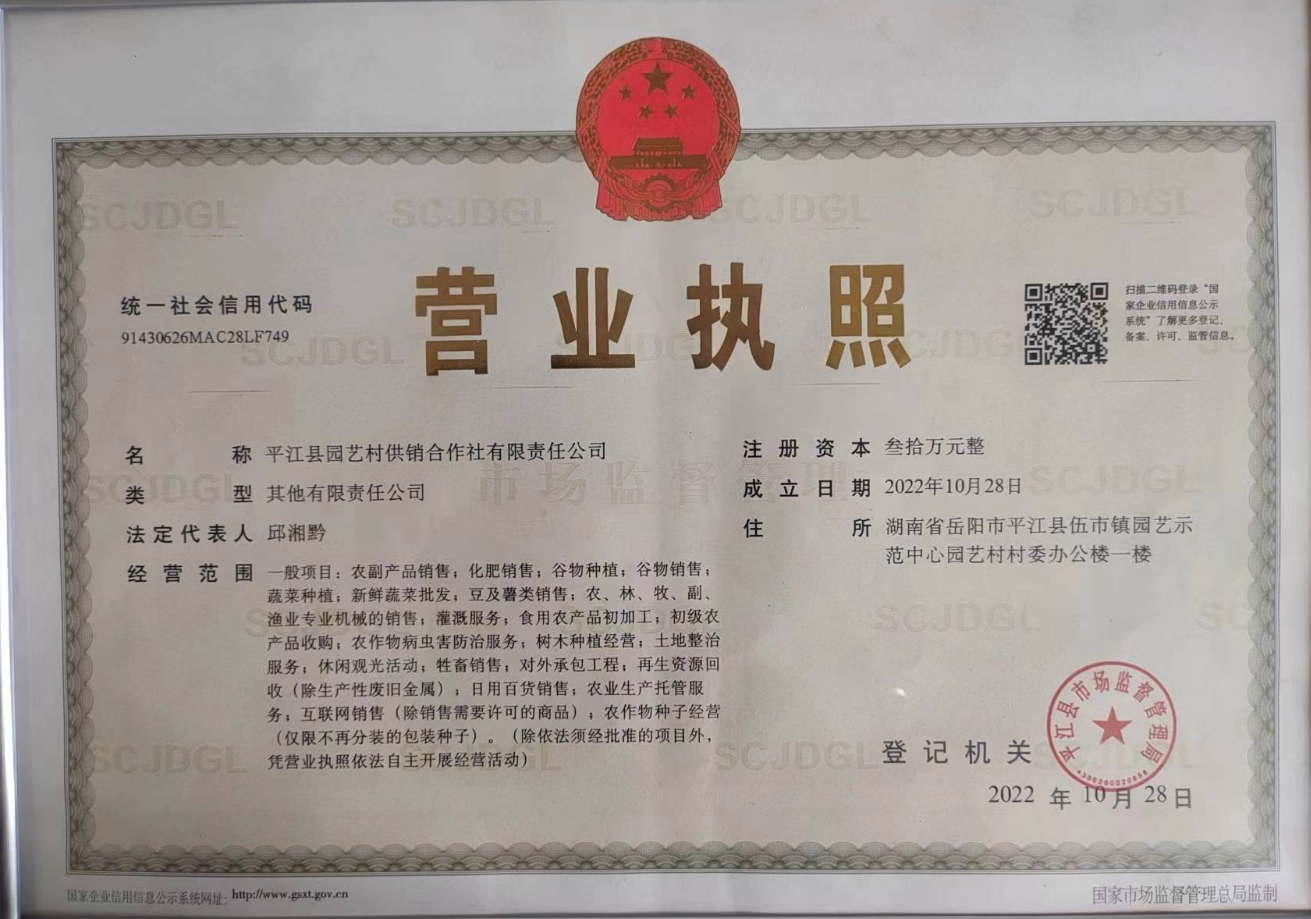 营业执照
统一社会信用代码
91430626MAC28LF749
扫描二维码登录“国
家企业信用信息公示
系统”了解更多登记、
备案、许可、监管信息。
名称 平江县园艺村供销合作社有限责任公司
类型 其他有限责任公司
法定代表人 邱湘黔
经营范围 一般项目：农副产品销售；化肥销售；谷物种植；谷物销售；
蔬菜种植；新鲜蔬菜批发；豆及薯类销售；农、林、牧、副、
渔业专业机械的销售；灌溉服务；食用农产品初加工；初级农
产品收购；农作物病虫害防治服务；树木种植经营；土地整治
服务；休闲观光活动；牲畜销售；对外承包工程；再生资源回
收（除生产性废旧金属）；日用百货销售；农业生产托管服
务；互联网销售（除销售需要许可的商品）；农作物种子经营
（仅限不再分装的包装种子）。（除依法须经批准的项目外，
凭营业执照依法自主开展经营活动）
注册资本 叁拾万元整
成立日期 2022年10月28日
住所 湖南省岳阳市平江县伍市镇园艺示
范中心园艺村村委办公楼一楼
登记机关
平江县市场监督管理局
2022年10月28日
国家企业信用信息公示系统网址：http://www.gsxt.gov.cn
国家市场监督管理总局监制
市场监督管理
SCJDGL